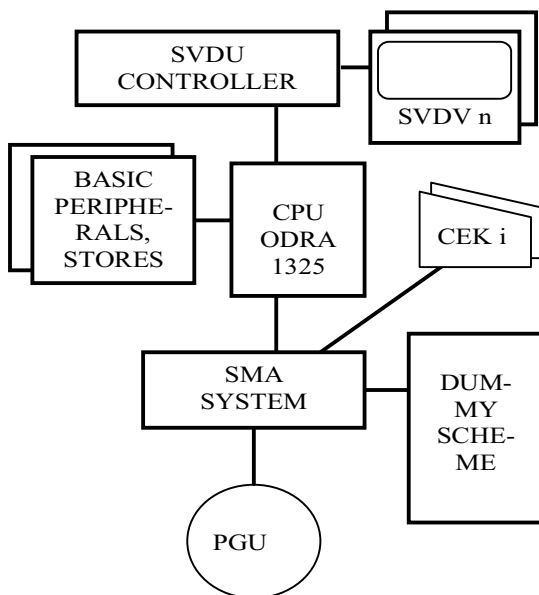 SVDU
CONTROLLER
SVDV n
BASIC
PERIPHE-
RALS,
STORES
CPU
ODRA
1325
CEK i
SMA
SYSTEM
DUM-
MY
SCHE-
ME
PGU